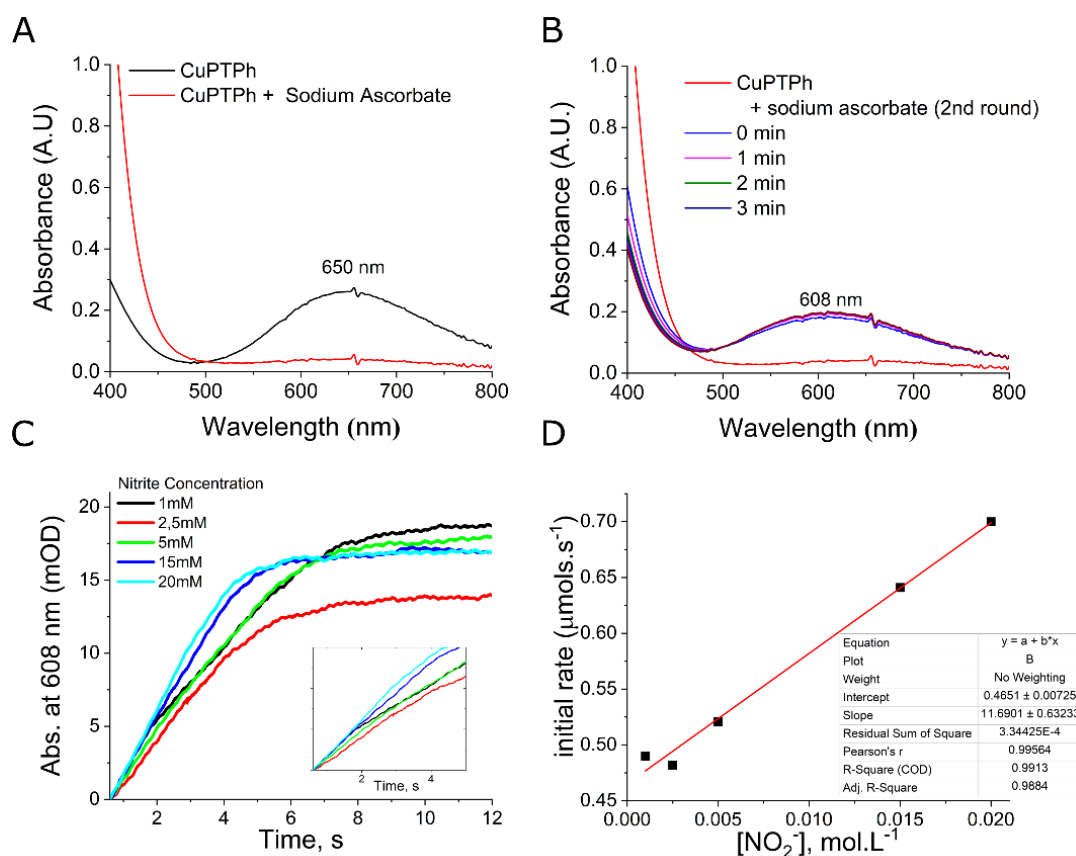 A
CuPTPh
CuPTPh + Sodium Ascorbate
650 nm
Absorbance (A.U)
1.0
0.8
0.6
0.4
0.2
0.0
400 500 600 700 800
Wavelength (nm)
B
CuPTPh
+ sodium ascorbate (2nd round)
0 min
1 min
2 min
3 min
608 nm
Absorbance (A.U.)
1.0
0.8
0.6
0.4
0.2
0.0
400 500 600 700 800
Wavelength (nm)
C
Nitrite Concentration
1mM
2,5mM
5mM
15mM
20mM
Abs. at 608 nm (mOD)
20
15
10
5
0
2 4 6 8 10 12
Time, s
2 4
Time, s
D
initial rate (μmols.s⁻¹)
0.70
0.65
0.60
0.55
0.50
0.45
0.000 0.005 0.010 0.015 0.020
[NO₂⁻], mol.L⁻¹
Equation y = a + b*x
Plot B
Weight No Weighting
Intercept 0.4651 ± 0.00725
Slope 11.6901 ± 0.63233
Residual Sum of Square 3.34425E-4
Pearson's r 0.99564
R-Square (COD) 0.9913
Adj. R-Square 0.9884